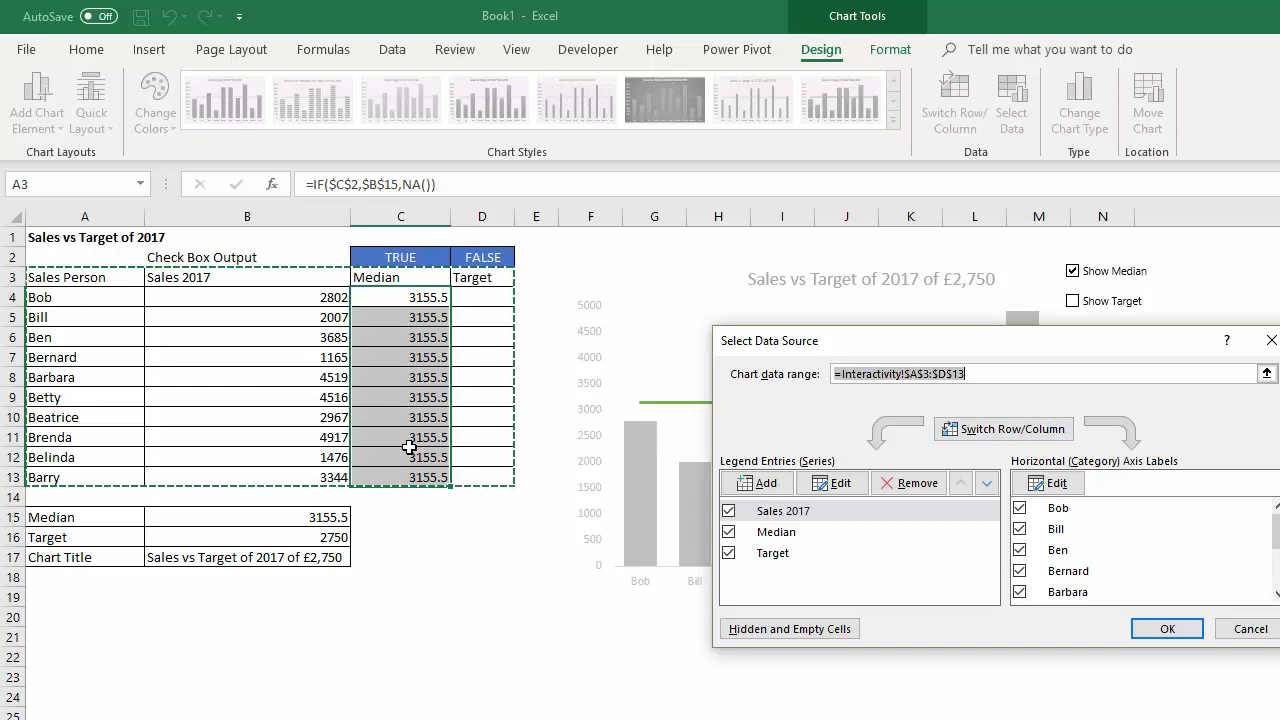 AutoSave Off Book1 - Excel Chart Tools
File Home Insert Page Layout Formulas Data Review View Developer Help Power Pivot Design Format Tell me what you want to do
Add Chart Element
Quick Layout
Change Colors
Switch Row/ Column
Select Data
Change Chart Type
Move Chart
Chart Layouts Chart Styles Data Type Location
A3 fx =IF($C$2,$B$15,NA())
A B C D E F G H I J K L M N
1 Sales vs Target of 2017
2 Check Box Output TRUE FALSE
3 Sales Person Sales 2017 Median Target
4 Bob 2802 3155.5
5 Bill 2007 3155.5
6 Ben 3685 3155.5
7 Bernard 1165 3155.5
8 Barbara 4519 3155.5
9 Betty 4516 3155.5
10 Beatrice 2967 3155.5
11 Brenda 4917 3155.5
12 Belinda 1476 3155.5
13 Barry 3344 3155.5
14
15 Median 3155.5
16 Target 2750
17 Chart Title Sales vs Target of 2017 of £2,750
18
19
20
21
22
23
24
25
Sales vs Target of 2017 of £2,750
Show Median
Show Target
5000
4500
4000
3500
3000
2500
2000
1500
1000
500
0
Bob Bill
Select Data Source ?
Chart data range: =Interactivity!$A$3:$D$13
Switch Row/Column
Legend Entries (Series)
Add Edit Remove
Sales 2017
Median
Target
Horizontal (Category) Axis Labels
Edit
Bob
Bill
Ben
Bernard
Barbara
Hidden and Empty Cells OK Cancel